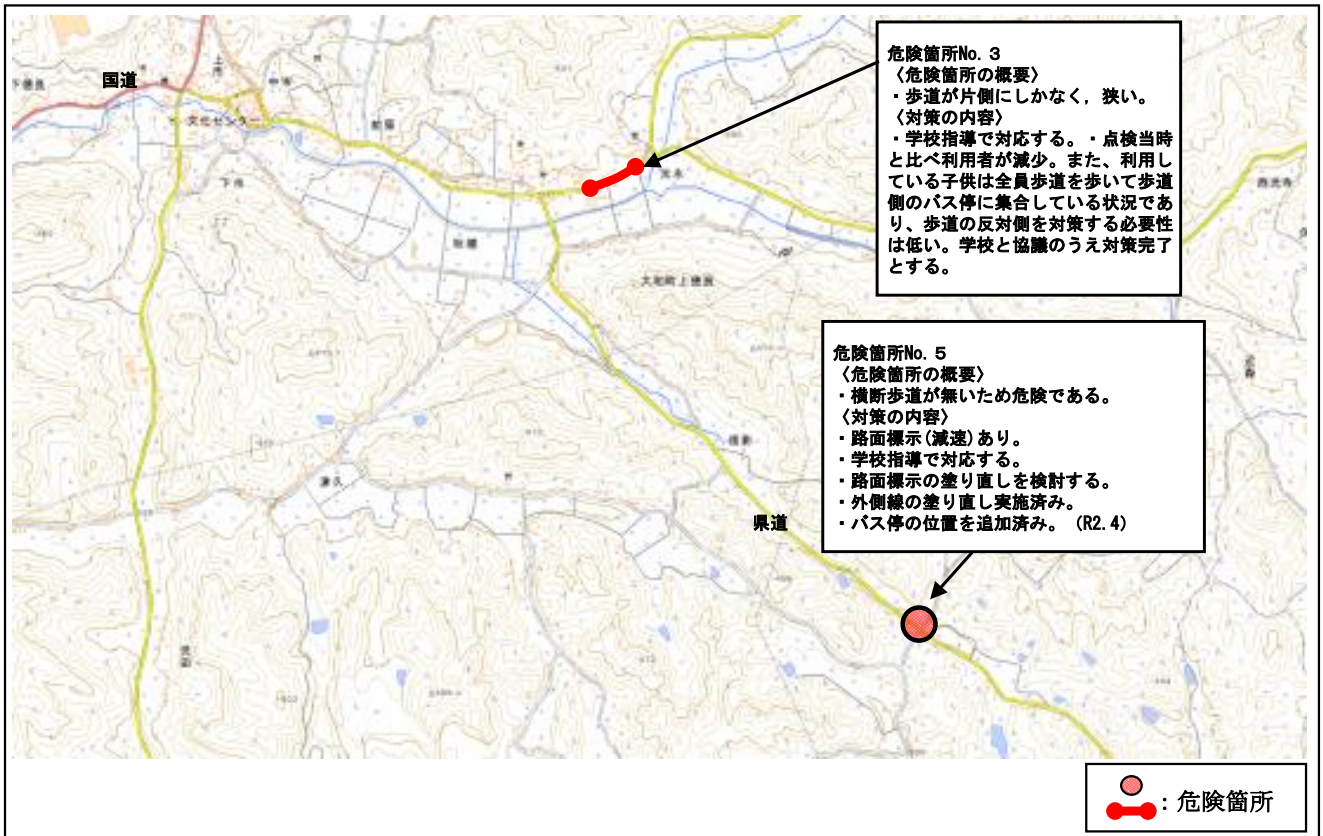 国道
文化センター
下市
大和町上徳良
県道
危険箇所No. 3
〈危険箇所の概要〉
・歩道が片側にしかなく，狭い。
〈対策の内容〉
・学校指導で対応する。・点検当時
と比べ利用者が減少。また、利用し
ている子供は全員歩道を歩いて歩道
側のバス停に集合している状況であ
り、歩道の反対側を対策する必要性
は低い。学校と協議のうえ対策完了
とする。
危険箇所No. 5
〈危険箇所の概要〉
・横断歩道が無いため危険である。
〈対策の内容〉
・路面標示(減速)あり。
・学校指導で対応する。
・路面標示の塗り直しを検討する。
・外側線の塗り直し実施済み。
・バス停の位置を追加済み。（R2.4）
：危険箇所